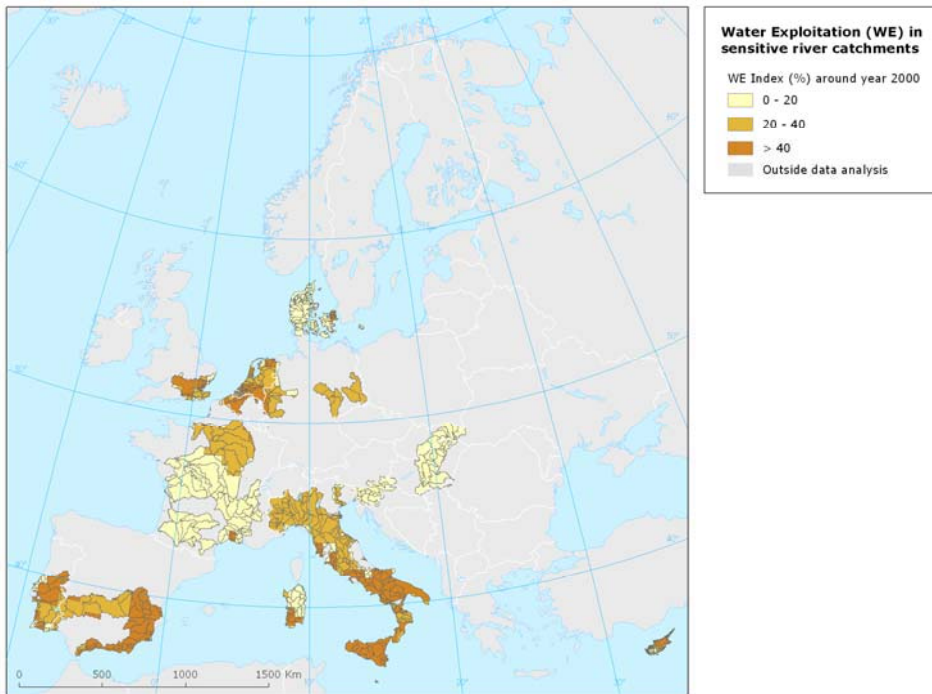 Water Exploitation (WE) in
sensitive river catchments
WE Index (%) around year 2000
0 - 20
20 - 40
> 40
Outside data analysis
0 500 1000 1500 Km